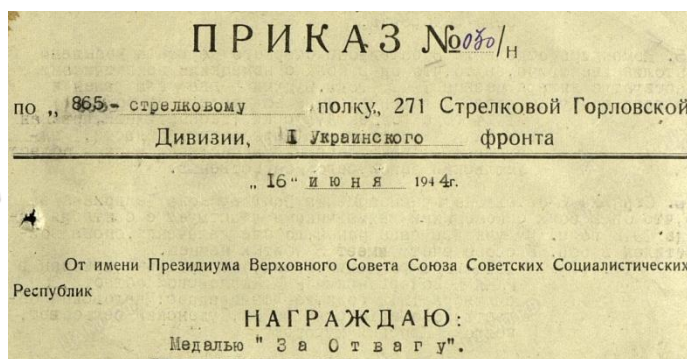 ПРИКАЗ №030/н
по „ 865- стрелковому полку, 271 Стрелковой Горловской
Дивизии, I Украинского фронта
„ 16 " июня 1944г.
От имени Президиума Верховного Совета Союза Советских Социалистических
Республик
НАГРАЖДАЮ:
Медалью " За Отвагу".